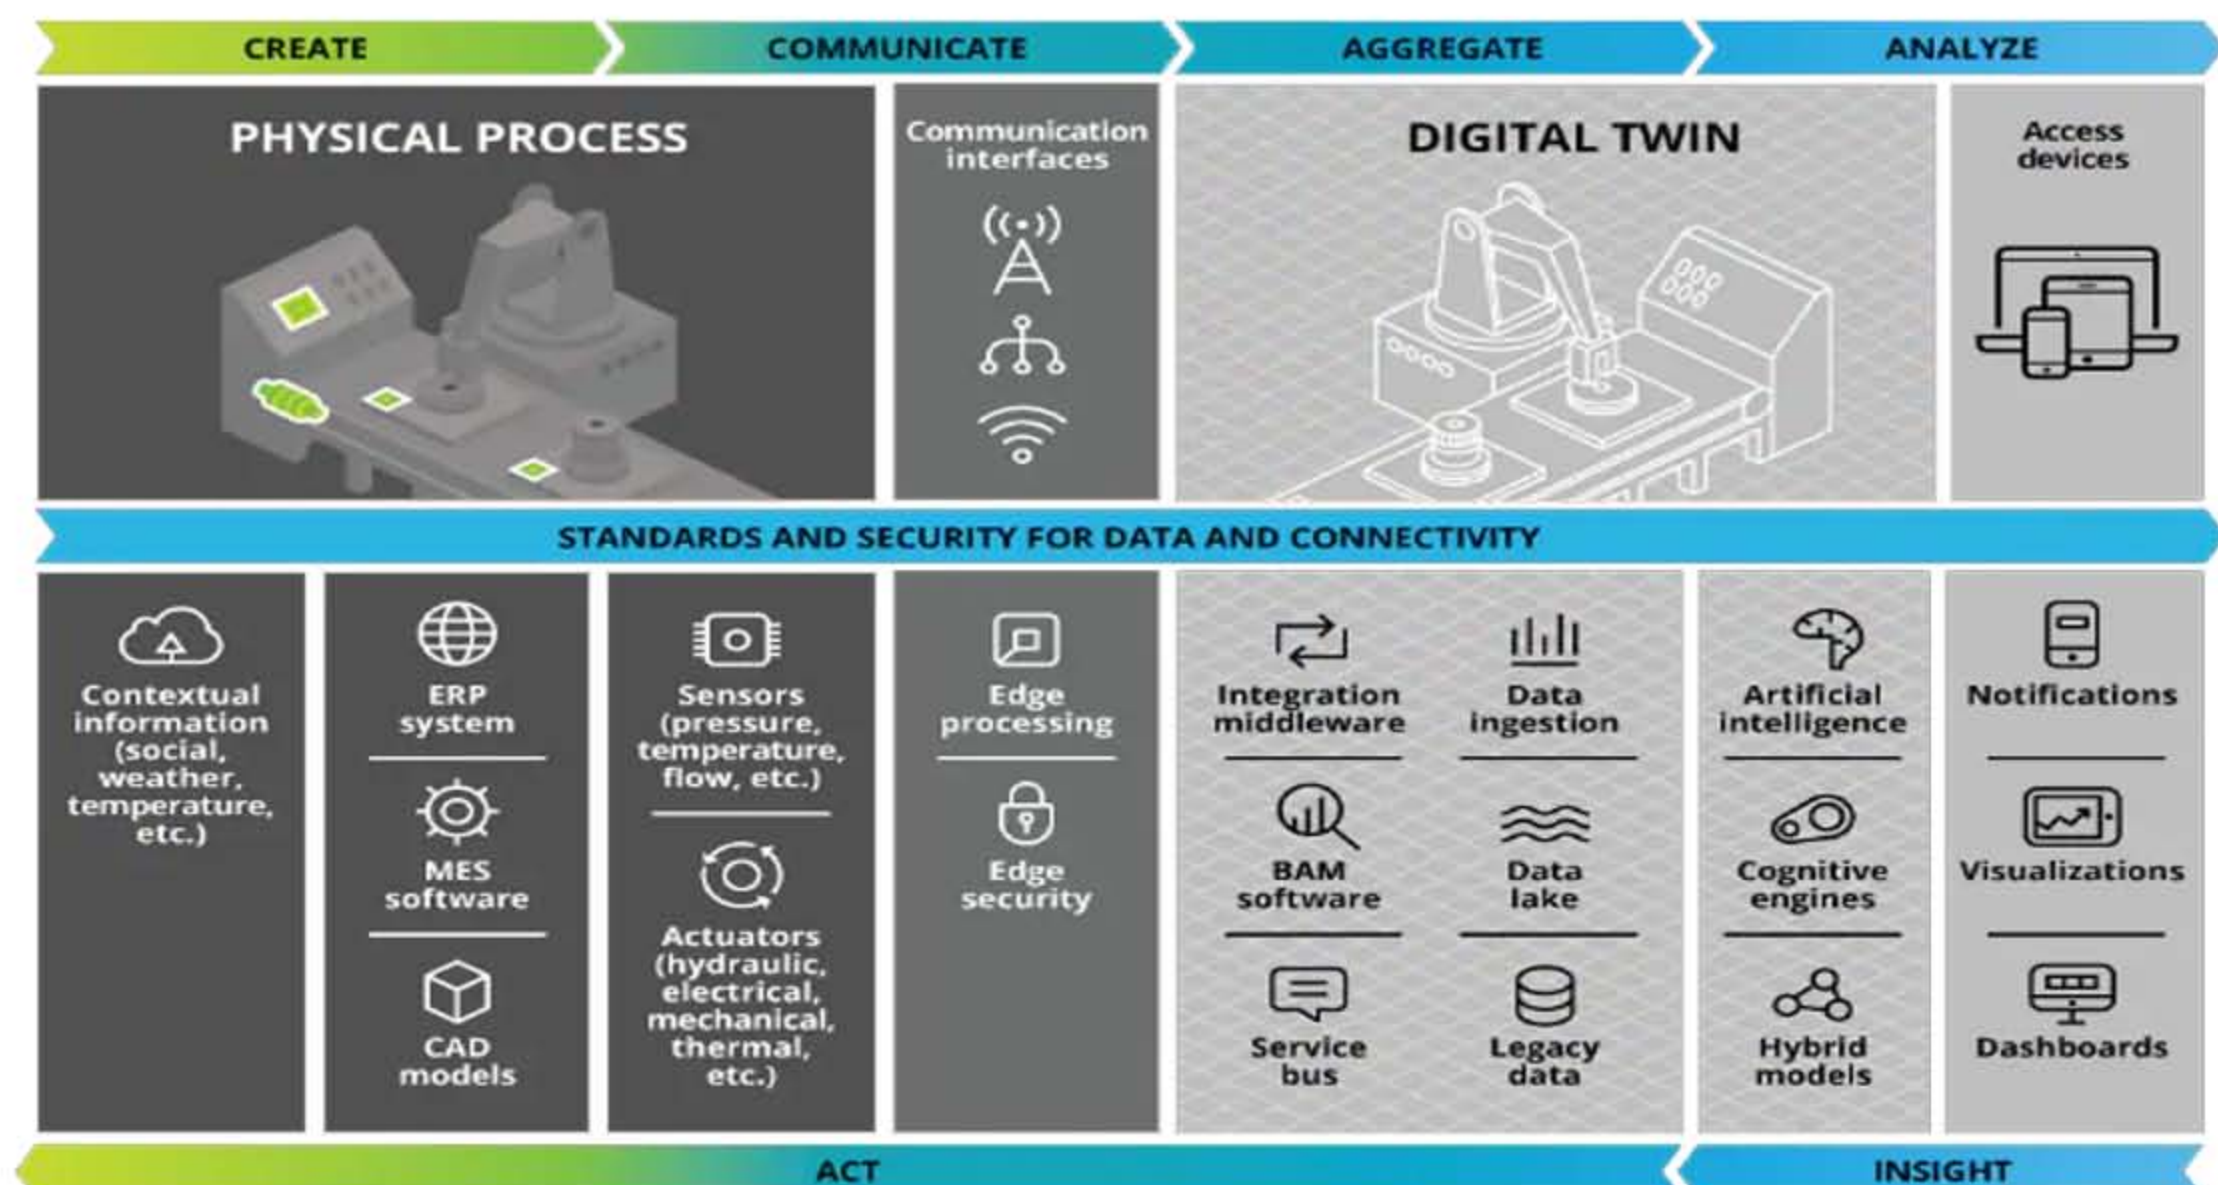 CREATE
COMMUNICATE
AGGREGATE
ANALYZE
PHYSICAL PROCESS
Communication
interfaces
DIGITAL TWIN
Access
devices
STANDARDS AND SECURITY FOR DATA AND CONNECTIVITY
Contextual
information
(social,
weather,
temperature,
etc.)
ERP
system
MES
software
CAD
models
Sensors
(pressure,
temperature,
flow, etc.)
Actuators
(hydraulic,
electrical,
mechanical,
thermal,
etc.)
Edge
processing
Edge
security
Integration
middleware
BAM
software
Service
bus
Data
ingestion
Data
lake
Legacy
data
Artificial
intelligence
Cognitive
engines
Hybrid
models
Notifications
Visualizations
Dashboards
ACT
INSIGHT